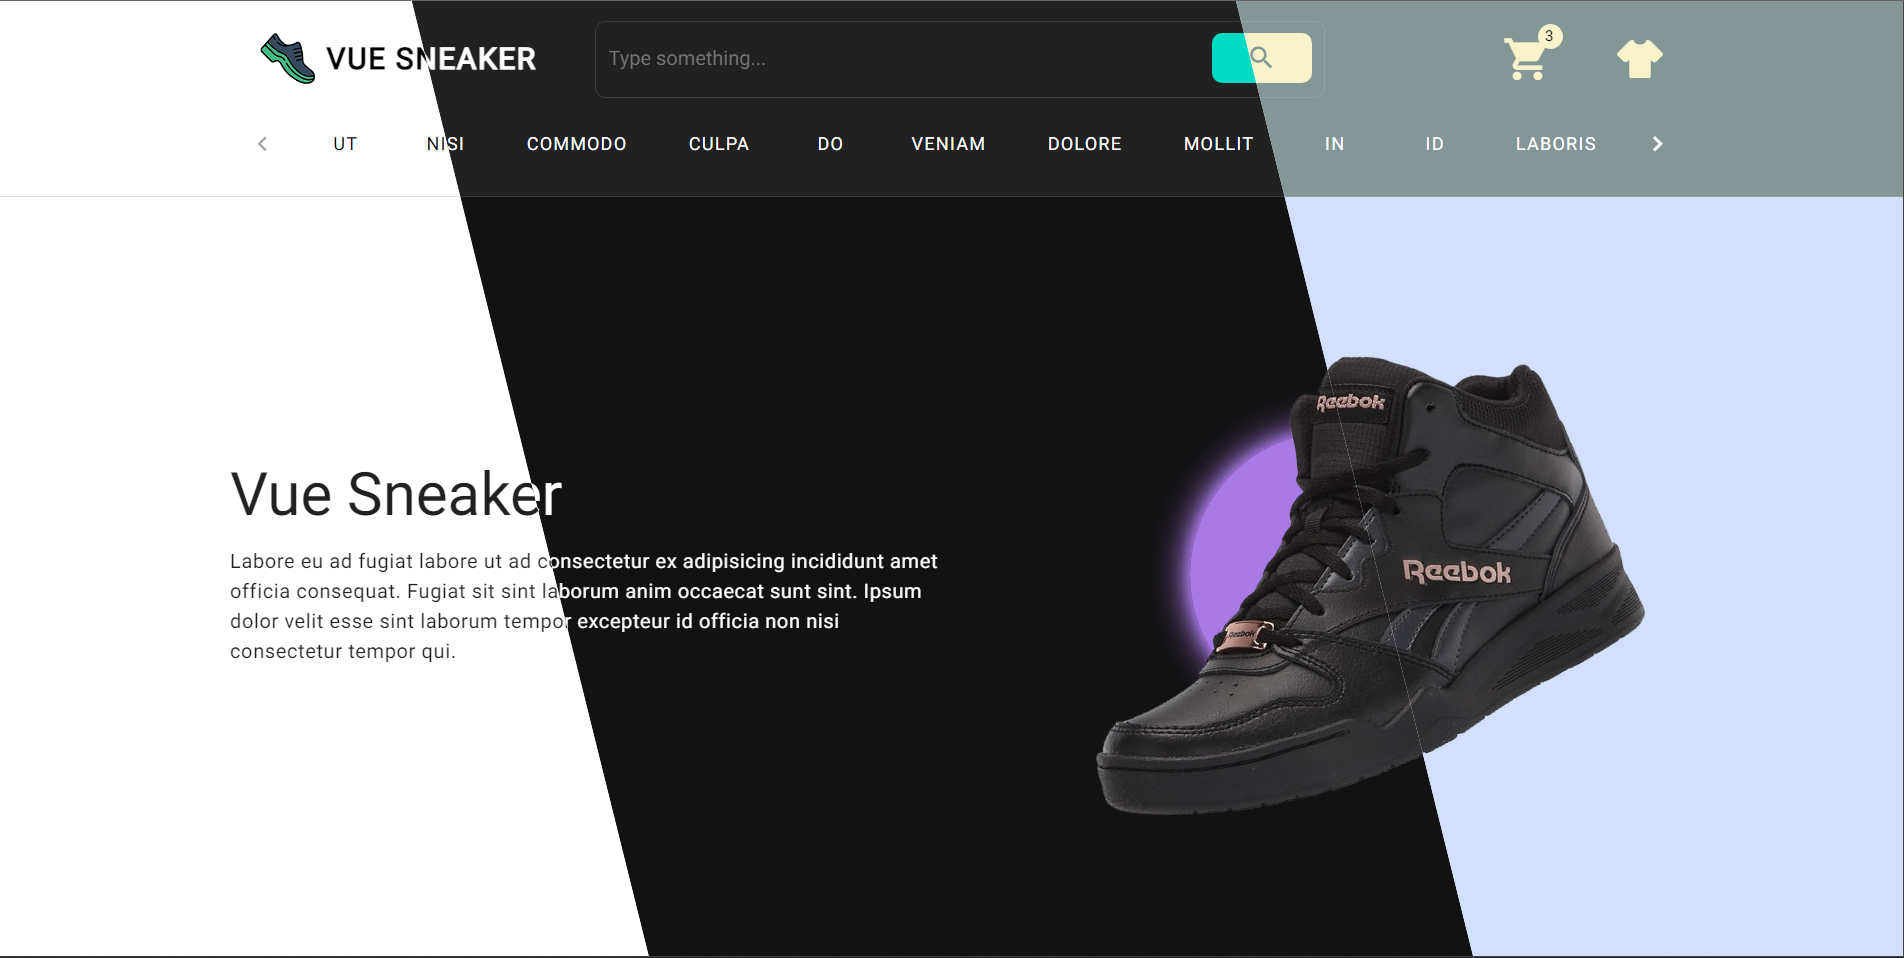 VUE SNEAKER
Type something...
3
UT NISI COMMODO CULPA DO VENIAM DOLORE MOLLIT IN ID LABORIS
Reebok
Vue Sneaker
Labore eu ad fugiat labore ut ad consectetur ex adipisicing incididunt amet
officia consequat. Fugiat sit sint laborum anim occaecat sunt sint. Ipsum
dolor velit esse sint laborum tempor excepteur id officia non nisi
consectetur tempor qui.
Reebok
Reebok